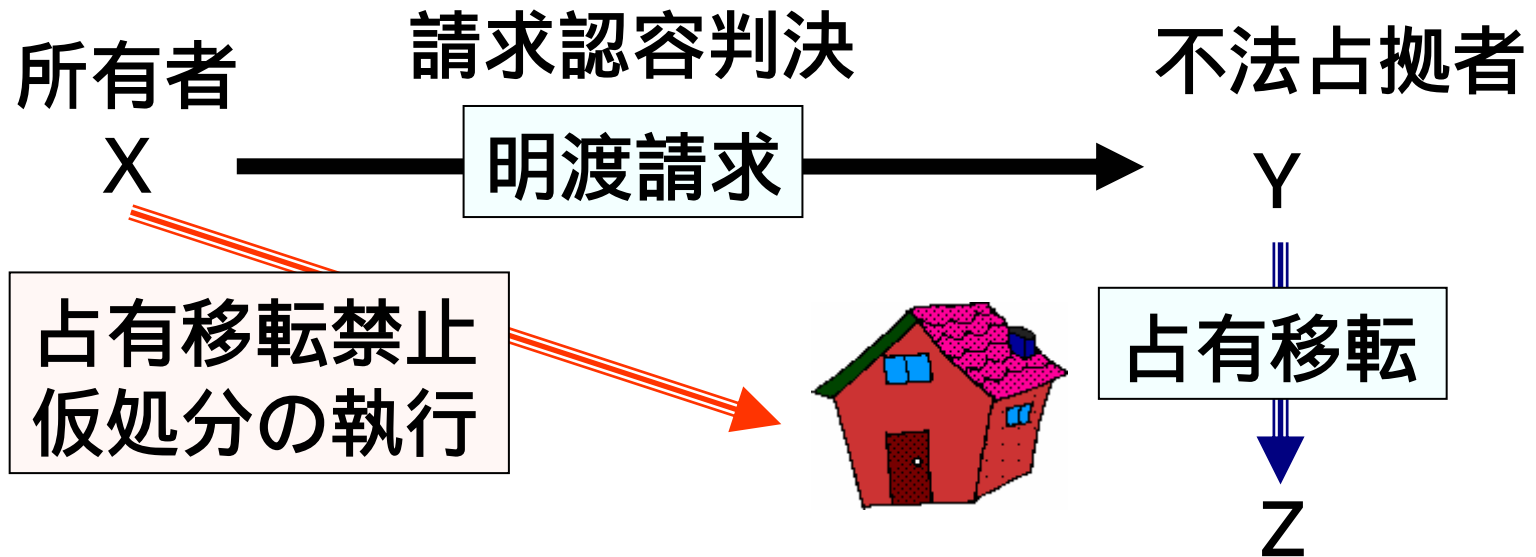 請求認容判決
所有者
不法占拠者
X
明渡請求
Y
占有移転禁止
仮処分の執行
占有移転
Z